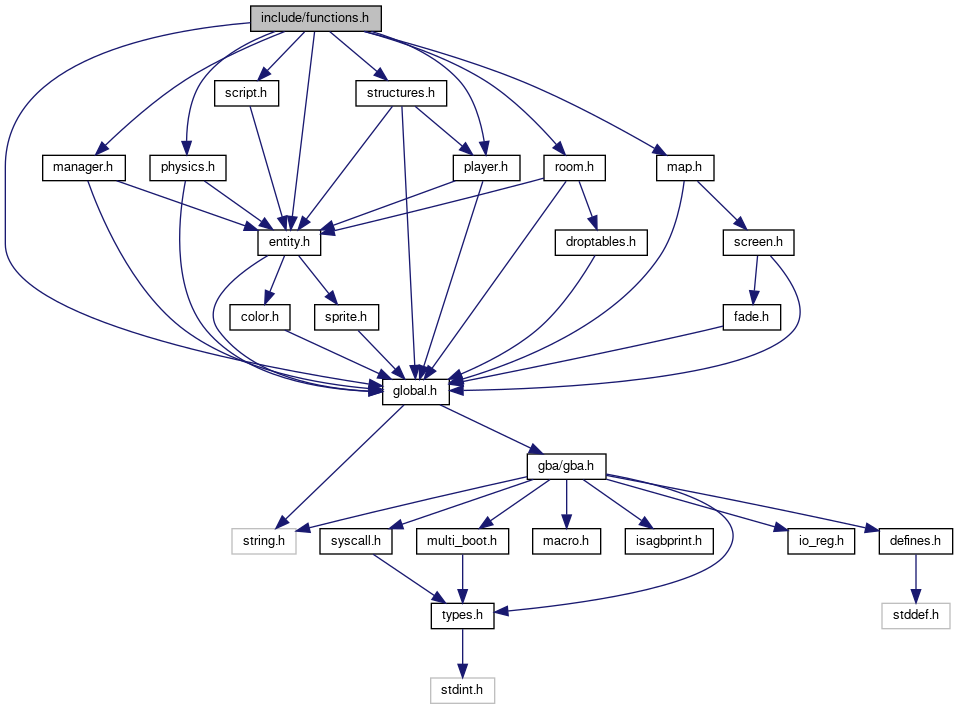 include/functions.h
script.h
structures.h
manager.h
physics.h
player.h
room.h
map.h
entity.h
droptables.h
screen.h
color.h
sprite.h
fade.h
global.h
gba/gba.h
string.h
syscall.h
multi_boot.h
macro.h
isagbprint.h
io_reg.h
defines.h
types.h
stddef.h
stdint.h